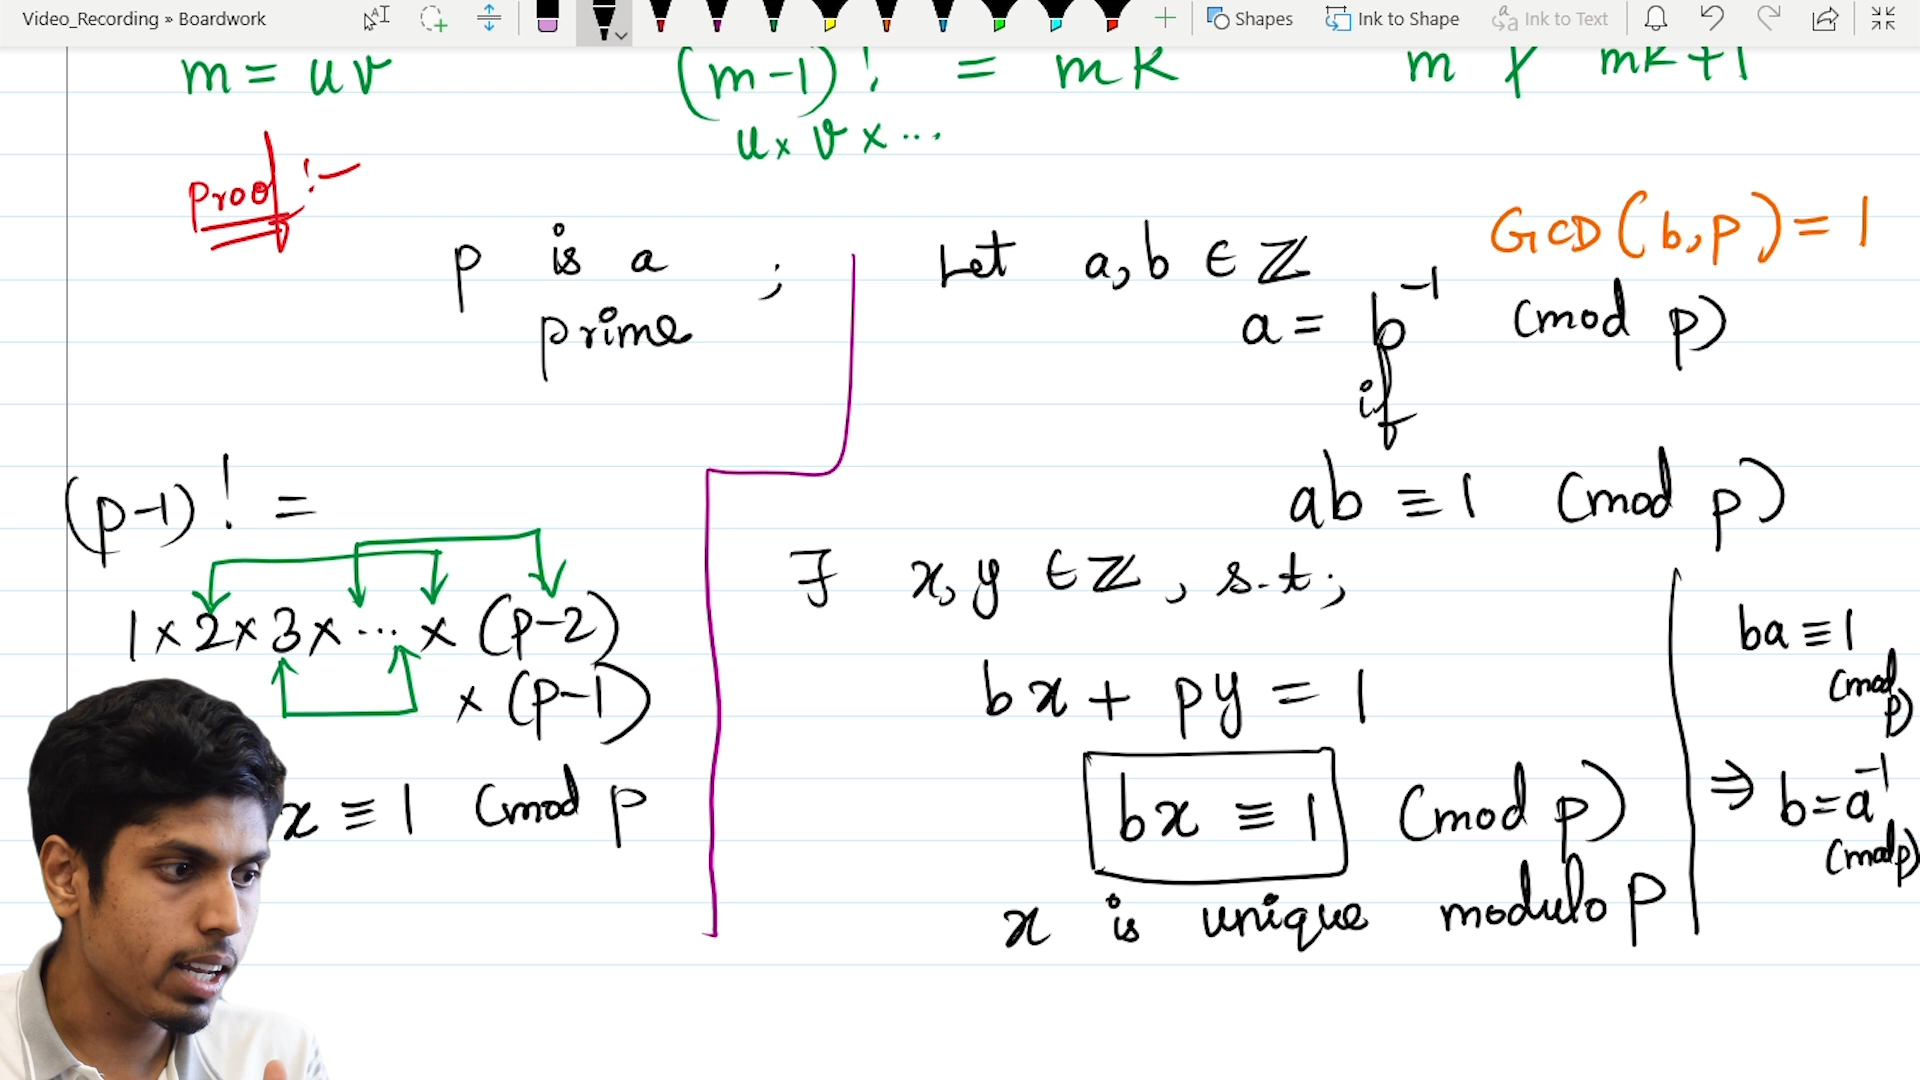 Video_Recording » Boardwork
Shapes
Ink to Shape
Ink to Text
m = uv
(m-1)! = mk
m ∤ mk+1
u x v x ...
Proof :-
p is a prime ;
Let a, b ∈ ℤ
GCD(b,p) = 1
a = b⁻¹ (mod p)
if
ab ≡ 1 (mod p)
(p-1)! =
1 x 2 x 3 x ... x (p-2)
x (p-1)
x ≡ 1 (mod p
∃ x, y ∈ ℤ, s.t;
bx + py = 1
bx ≡ 1 (mod p)
x is unique modulo p
ba ≡ 1
(mod p)
⇒ b = a⁻¹
(mod p)